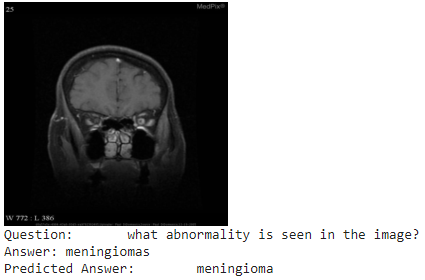 25
MedPix®
W 772 : L 386
Question: what abnormality is seen in the image?
Answer: meningiomas
Predicted Answer: meningioma